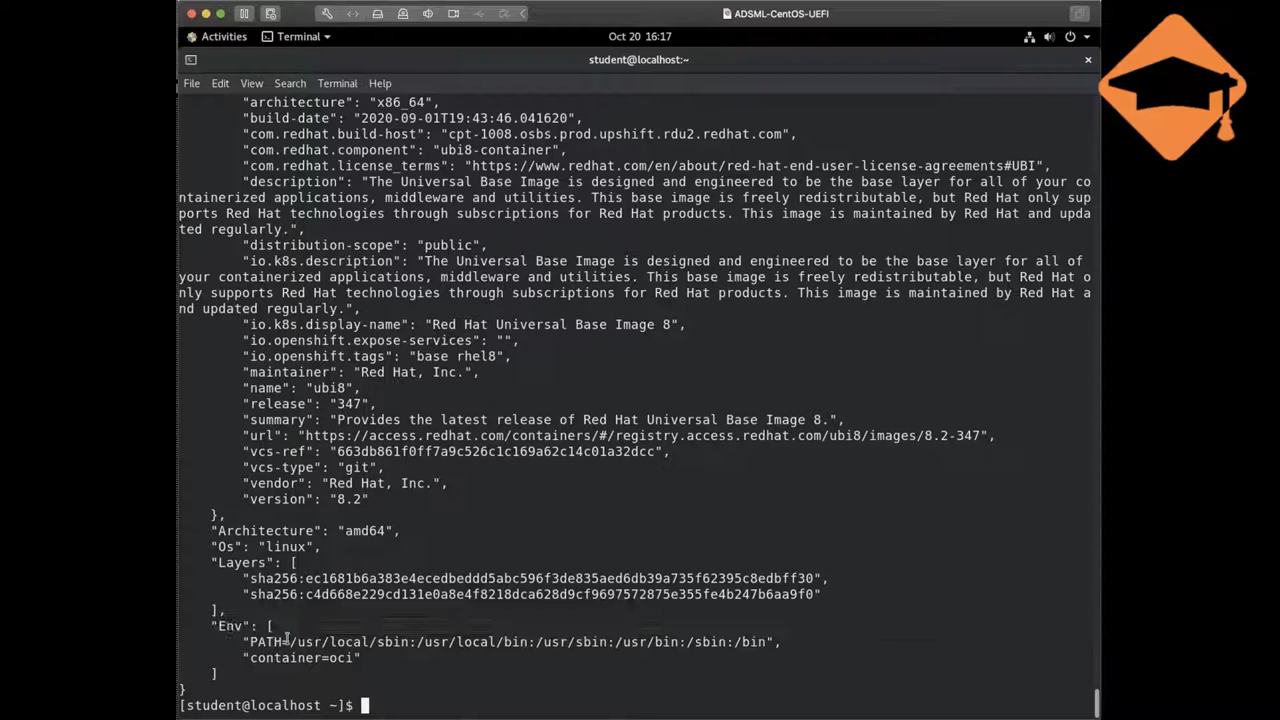 ADSML-CentOS-UEFI
Activities Terminal Oct 20 16:17
student@localhost:~
File Edit View Search Terminal Help
"architecture": "x86_64",
"build-date": "2020-09-01T19:43:46.041620",
"com.redhat.build-host": "cpt-1008.osbs.prod.upshift.rdu2.redhat.com",
"com.redhat.component": "ubi8-container",
"com.redhat.license_terms": "https://www.redhat.com/en/about/red-hat-end-user-license-agreements#UBI",
"description": "The Universal Base Image is designed and engineered to be the base layer for all of your co
ntainerized applications, middleware and utilities. This base image is freely redistributable, but Red Hat only sup
ports Red Hat technologies through subscriptions for Red Hat products. This image is maintained by Red Hat and upda
ted regularly.",
"distribution-scope": "public",
"io.k8s.description": "The Universal Base Image is designed and engineered to be the base layer for all of
your containerized applications, middleware and utilities. This base image is freely redistributable, but Red Hat o
nly supports Red Hat technologies through subscriptions for Red Hat products. This image is maintained by Red Hat a
nd updated regularly.",
"io.k8s.display-name": "Red Hat Universal Base Image 8",
"io.openshift.expose-services": "",
"io.openshift.tags": "base rhel8",
"maintainer": "Red Hat, Inc.",
"name": "ubi8",
"release": "347",
"summary": "Provides the latest release of Red Hat Universal Base Image 8.",
"url": "https://access.redhat.com/containers/#/registry.access.redhat.com/ubi8/images/8.2-347",
"vcs-ref": "663db861f0ff7a9c526c1c169a62c14c01a32dcc",
"vcs-type": "git",
"vendor": "Red Hat, Inc.",
"version": "8.2"
},
"Architecture": "amd64",
"Os": "linux",
"Layers": [
"sha256:ec1681b6a383e4ecedbeddd5abc596f3de835aed6db39a735f62395c8edbff30",
"sha256:c4d668e229cd131e0a8e4f8218dca628d9cf9697572875e355fe4b247b6aa9f0"
],
"Env": [
"PATH=/usr/local/sbin:/usr/local/bin:/usr/sbin:/usr/bin:/sbin:/bin",
"container=oci"
]
}
[student@localhost ~]$